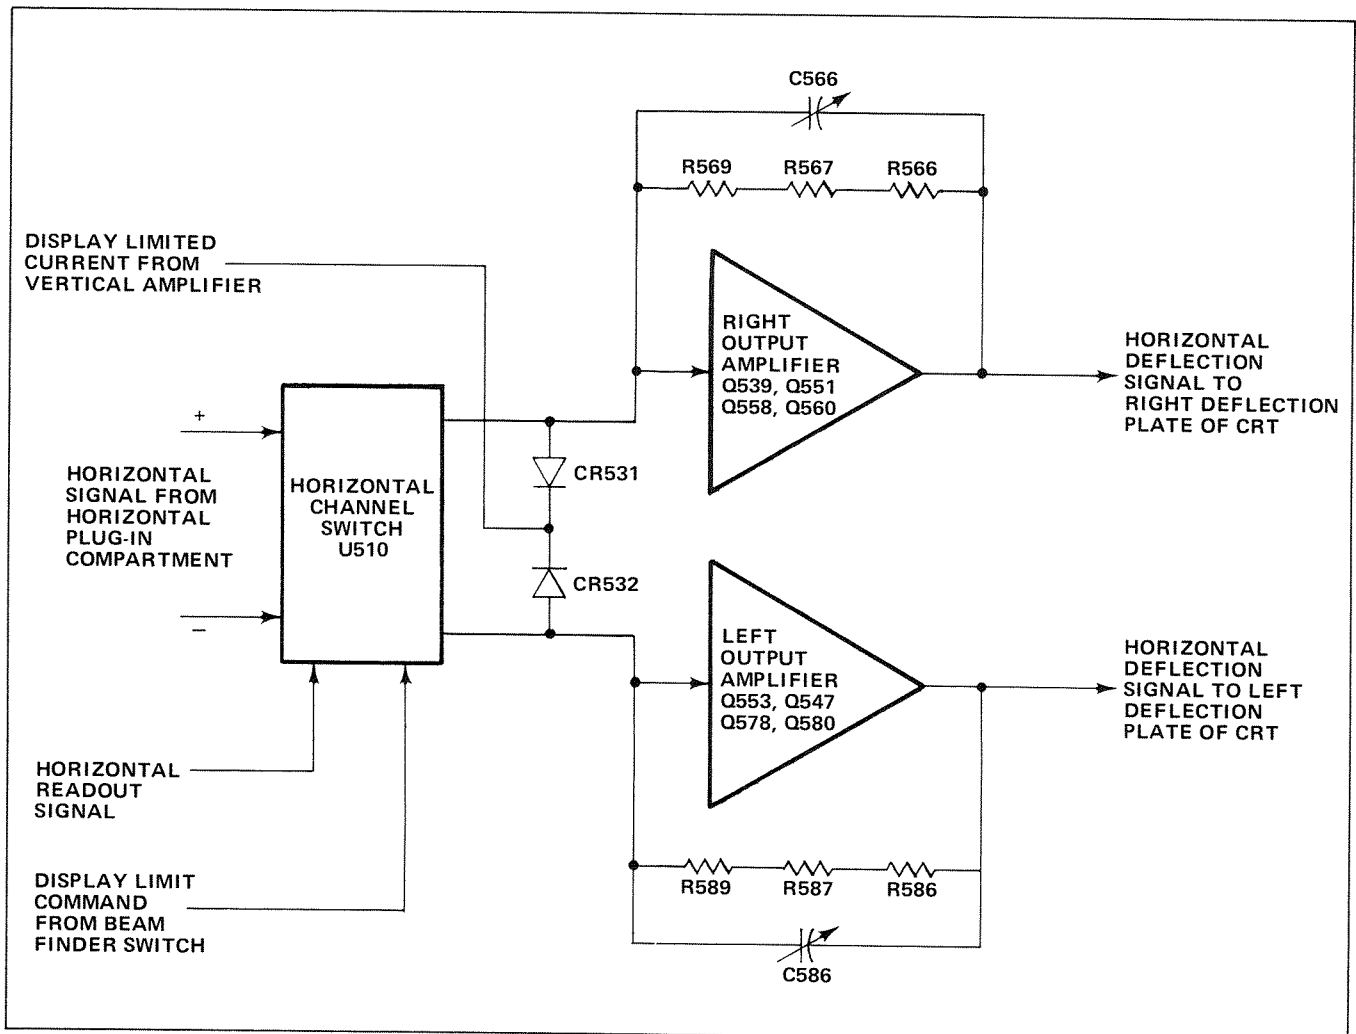 C566
R569 R567 R566
DISPLAY LIMITED
CURRENT FROM
VERTICAL AMPLIFIER
RIGHT
OUTPUT
AMPLIFIER
Q539, Q551
Q558, Q560
HORIZONTAL
DEFLECTION
SIGNAL TO
RIGHT DEFLECTION
PLATE OF CRT
+
HORIZONTAL
SIGNAL FROM
HORIZONTAL
PLUG-IN
COMPARTMENT
–
HORIZONTAL
CHANNEL
SWITCH
U510
CR531
CR532
LEFT
OUTPUT
AMPLIFIER
Q553, Q547
Q578, Q580
HORIZONTAL
DEFLECTION
SIGNAL TO LEFT
DEFLECTION
PLATE OF CRT
HORIZONTAL
READOUT
SIGNAL
DISPLAY LIMIT
COMMAND
FROM BEAM
FINDER SWITCH
R589 R587 R586
C586